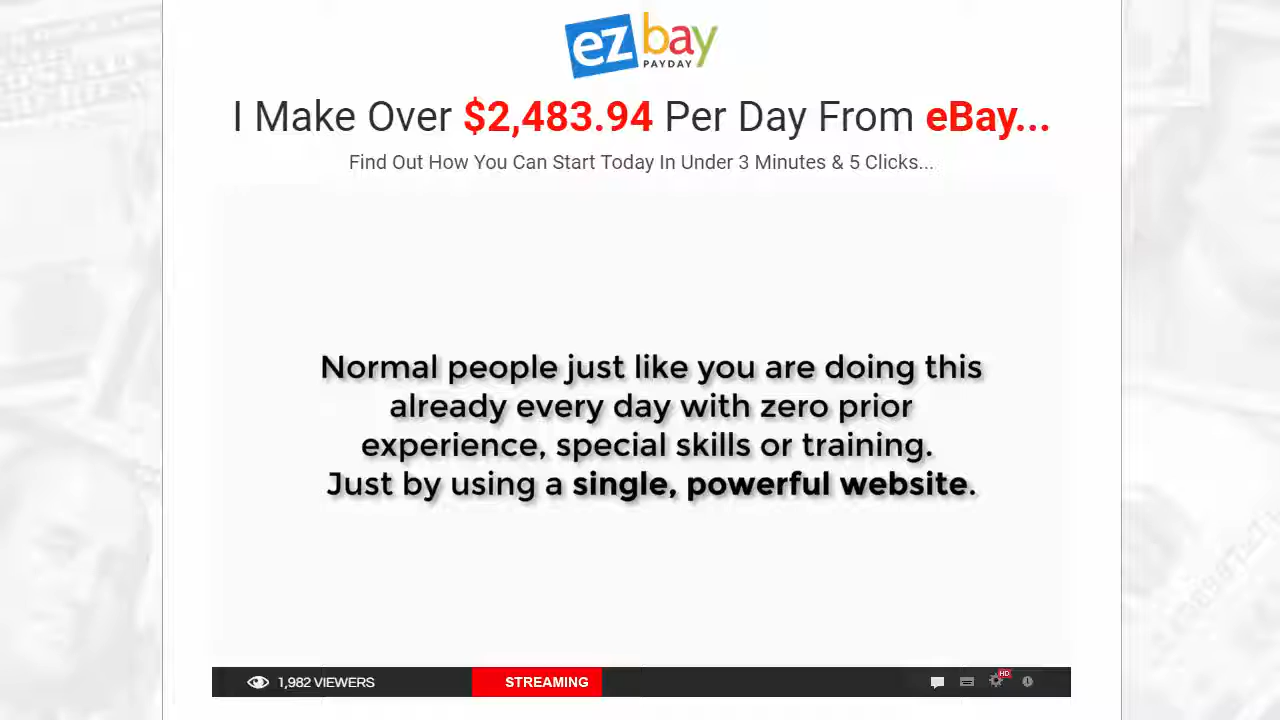 ez bay
PAYDAY
I Make Over $2,483.94 Per Day From eBay...
Find Out How You Can Start Today In Under 3 Minutes & 5 Clicks...
Normal people just like you are doing this
already every day with zero prior
experience, special skills or training.
Just by using a single, powerful website.
1,982 VIEWERS
STREAMING
HD